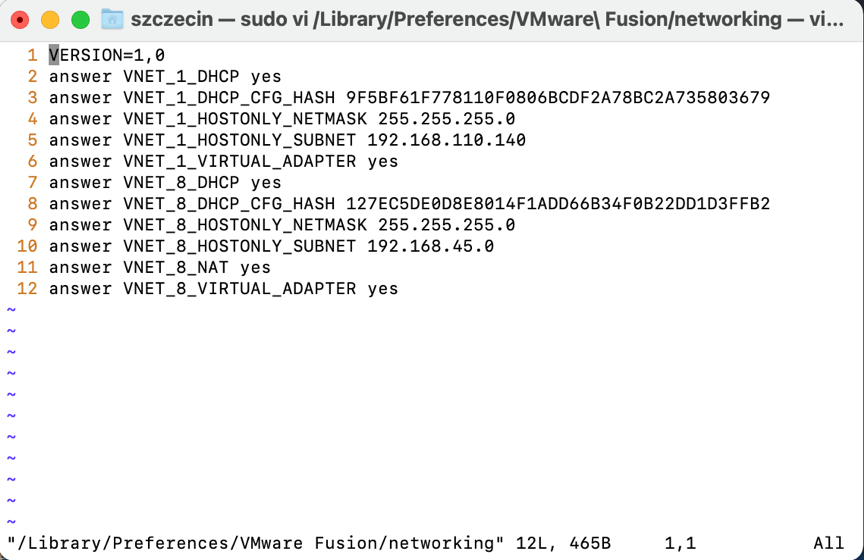 szczecin — sudo vi /Library/Preferences/VMware\ Fusion/networking — vi...
1 VERSION=1,0
2 answer VNET_1_DHCP yes
3 answer VNET_1_DHCP_CFG_HASH 9F5BF61F778110F0806BCDF2A78BC2A735803679
4 answer VNET_1_HOSTONLY_NETMASK 255.255.255.0
5 answer VNET_1_HOSTONLY_SUBNET 192.168.110.140
6 answer VNET_1_VIRTUAL_ADAPTER yes
7 answer VNET_8_DHCP yes
8 answer VNET_8_DHCP_CFG_HASH 127EC5DE0D8E8014F1ADD66B34F0B22DD1D3FFB2
9 answer VNET_8_HOSTONLY_NETMASK 255.255.255.0
10 answer VNET_8_HOSTONLY_SUBNET 192.168.45.0
11 answer VNET_8_NAT yes
12 answer VNET_8_VIRTUAL_ADAPTER yes
~
~
~
~
~
~
~
~
~
~
~
"/Library/Preferences/VMware Fusion/networking" 12L, 465B 1,1 All